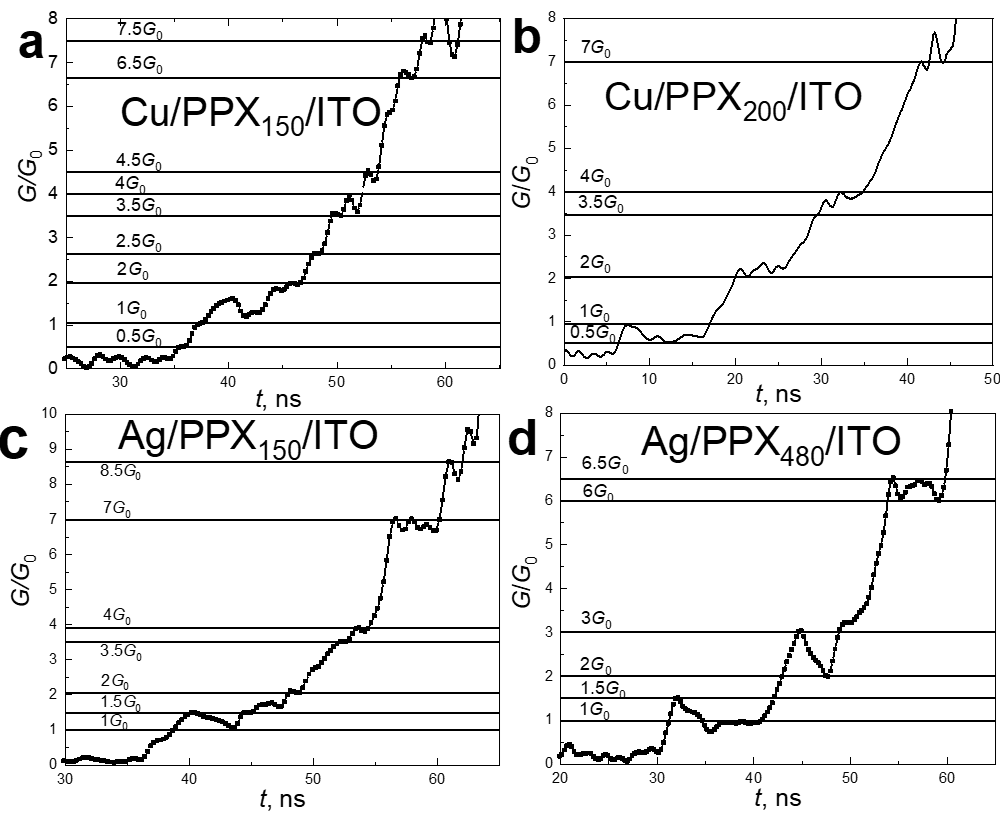 a
Cu/PPX₁₅₀/ITO
G/G₀
8
7
6
5
4
3
2
1
0
7.5G₀
6.5G₀
4.5G₀
4G₀
3.5G₀
2.5G₀
2G₀
1G₀
0.5G₀
30 40 50 60
t, ns
b
Cu/PPX₂₀₀/ITO
G/G₀
8
7
6
5
4
3
2
1
0
7G₀
4G₀
3.5G₀
2G₀
1G₀
0.5G₀
0 10 20 30 40 50
t, ns
c
Ag/PPX₁₅₀/ITO
G/G₀
10
9
8
7
6
5
4
3
2
1
0
8.5G₀
7G₀
4G₀
3.5G₀
2G₀
1.5G₀
1G₀
30 40 50 60
t, ns
d
Ag/PPX₄₈₀/ITO
G/G₀
8
7
6
5
4
3
2
1
0
6.5G₀
6G₀
3G₀
2G₀
1.5G₀
1G₀
20 30 40 50 60
t, ns